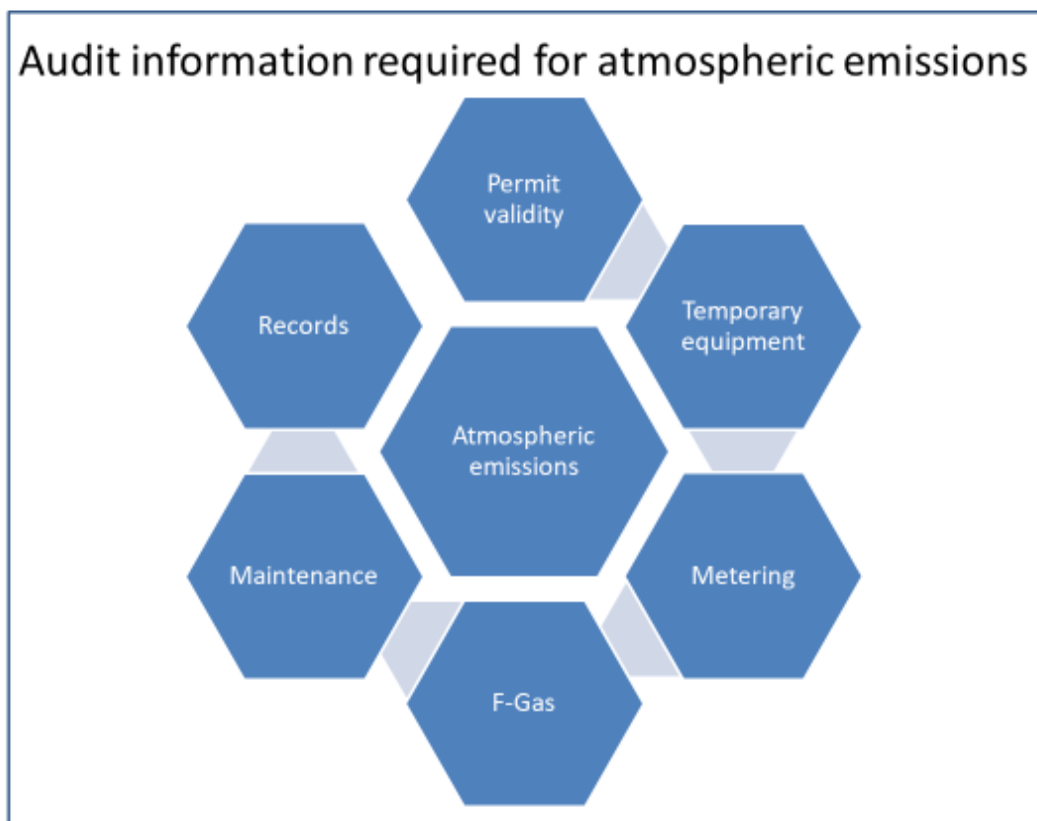 Audit information required for atmospheric emissions
Permit
validity
Temporary
equipment
Records
Atmospheric
emissions
Maintenance
Metering
F-Gas